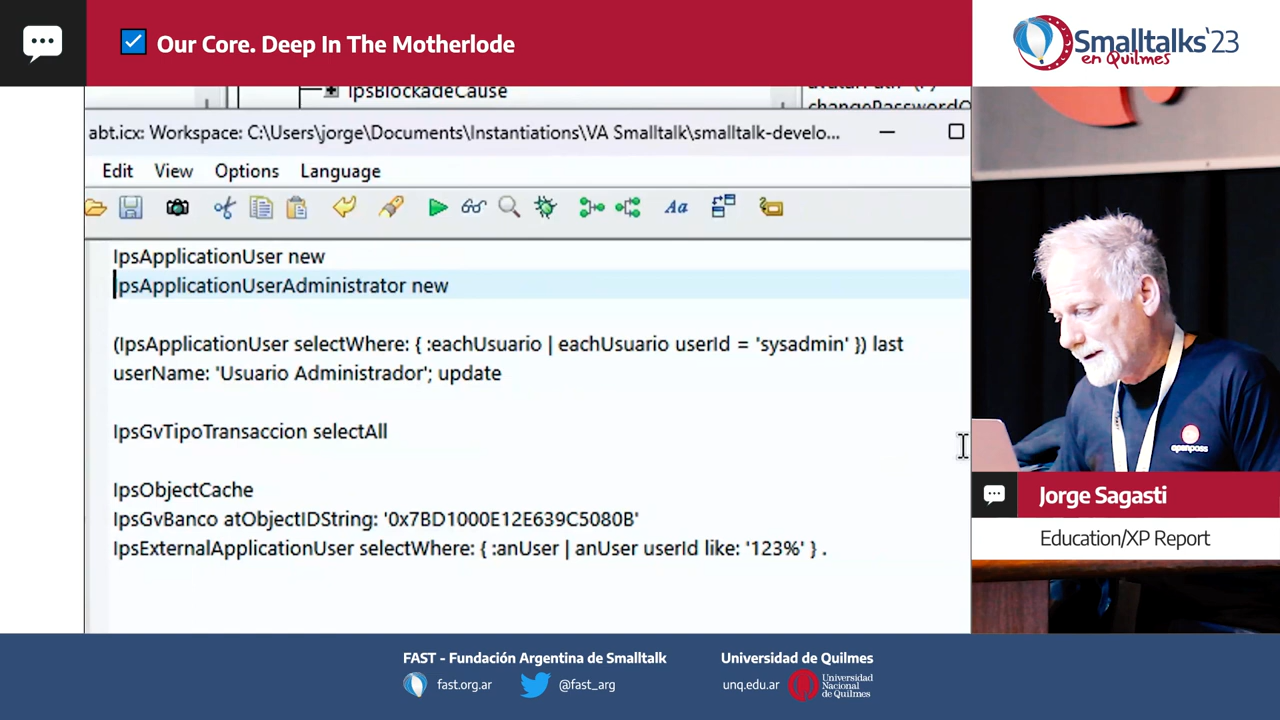 Our Core. Deep In The Motherlode
Smalltalks'23
en Quilmes
IpsBlockadeCause
changePasswordO
abt.icx: Workspace: C:\Users\jorge\Documents\Instantiations\VA Smalltalk\smalltalk-develo...
Edit View Options Language
IpsApplicationUser new
IpsApplicationUserAdministrator new
(IpsApplicationUser selectWhere: { :eachUsuario | eachUsuario userId = 'sysadmin' }) last
userName: 'Usuario Administrador'; update
IpsGvTipoTransaccion selectAll
IpsObjectCache
IpsGvBanco atObjectIDString: '0x7BD1000E12E639C5080B'
IpsExternalApplicationUser selectWhere: { :anUser | anUser userId like: '123%' } .
openpass
Jorge Sagasti
Education/XP Report
FAST - Fundación Argentina de Smalltalk
fast.org.ar @fast_arg
Universidad de Quilmes
unq.edu.ar
Universidad
Nacional
de Quilmes